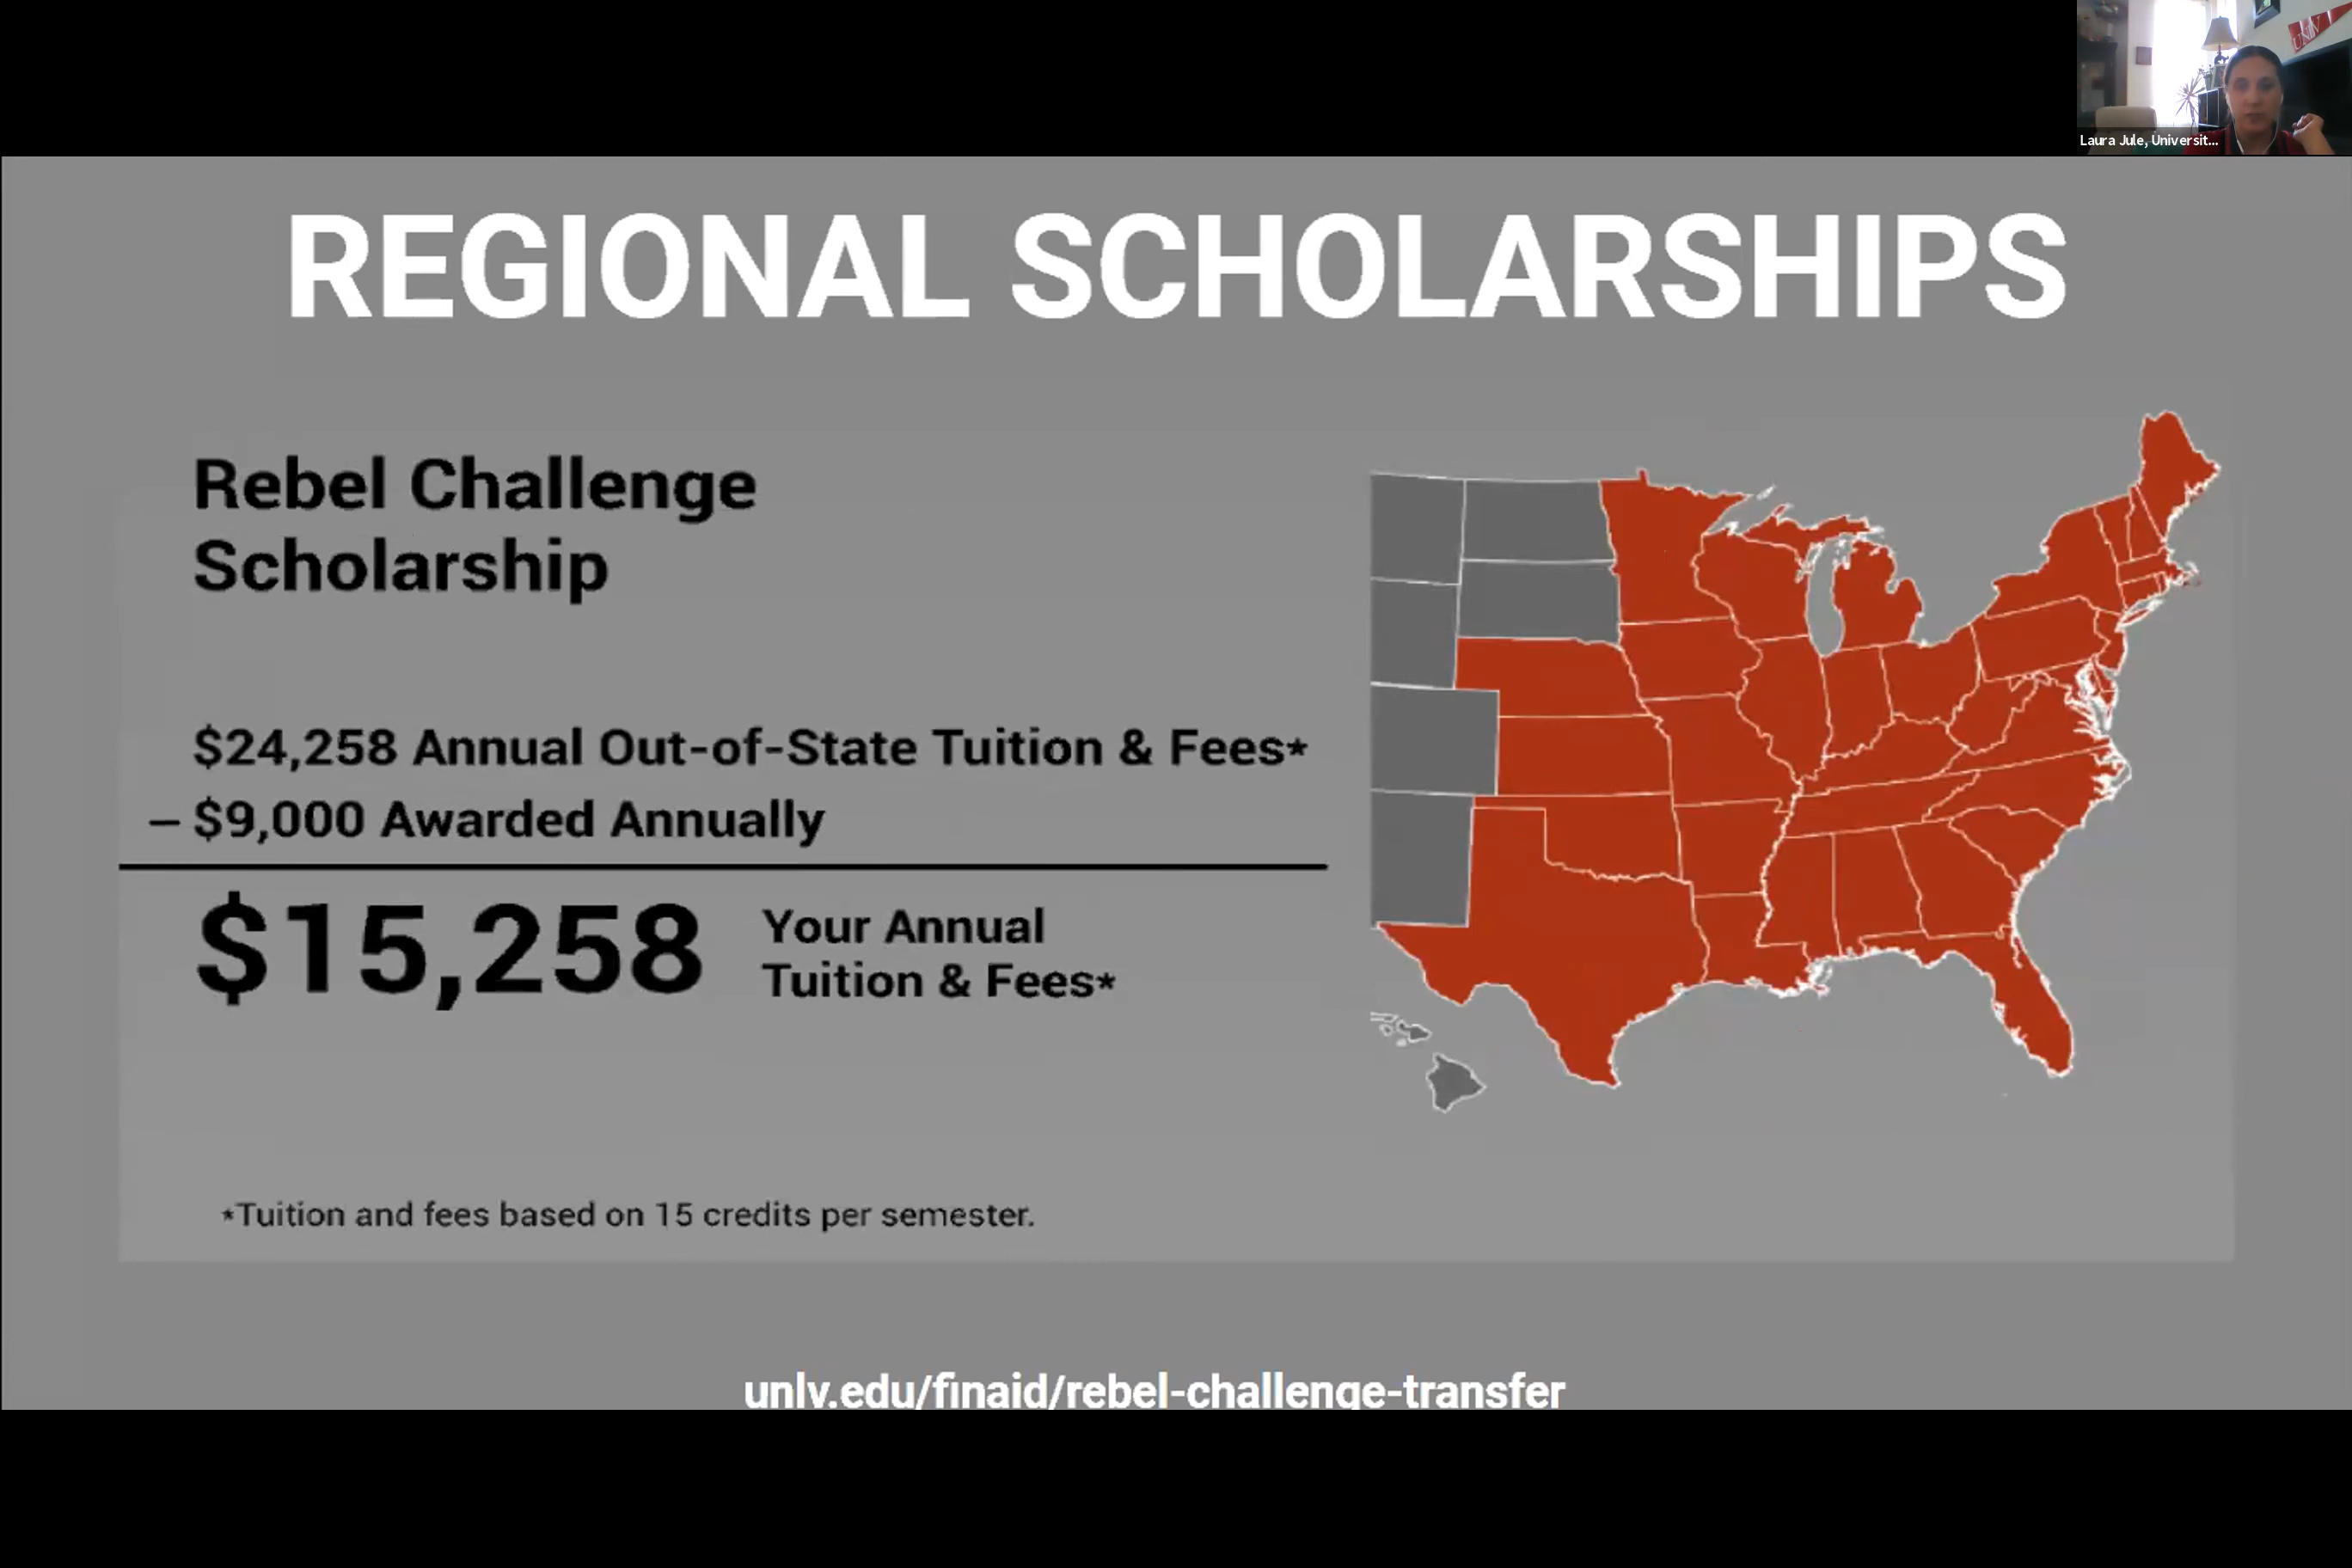 UNLV
Laura Jule, Universit...
REGIONAL SCHOLARSHIPS
Rebel Challenge
Scholarship
$24,258 Annual Out-of-State Tuition & Fees*
– $9,000 Awarded Annually
$15,258 Your Annual
Tuition & Fees*
*Tuition and fees based on 15 credits per semester.
unlv.edu/finaid/rebel-challenge-transfer